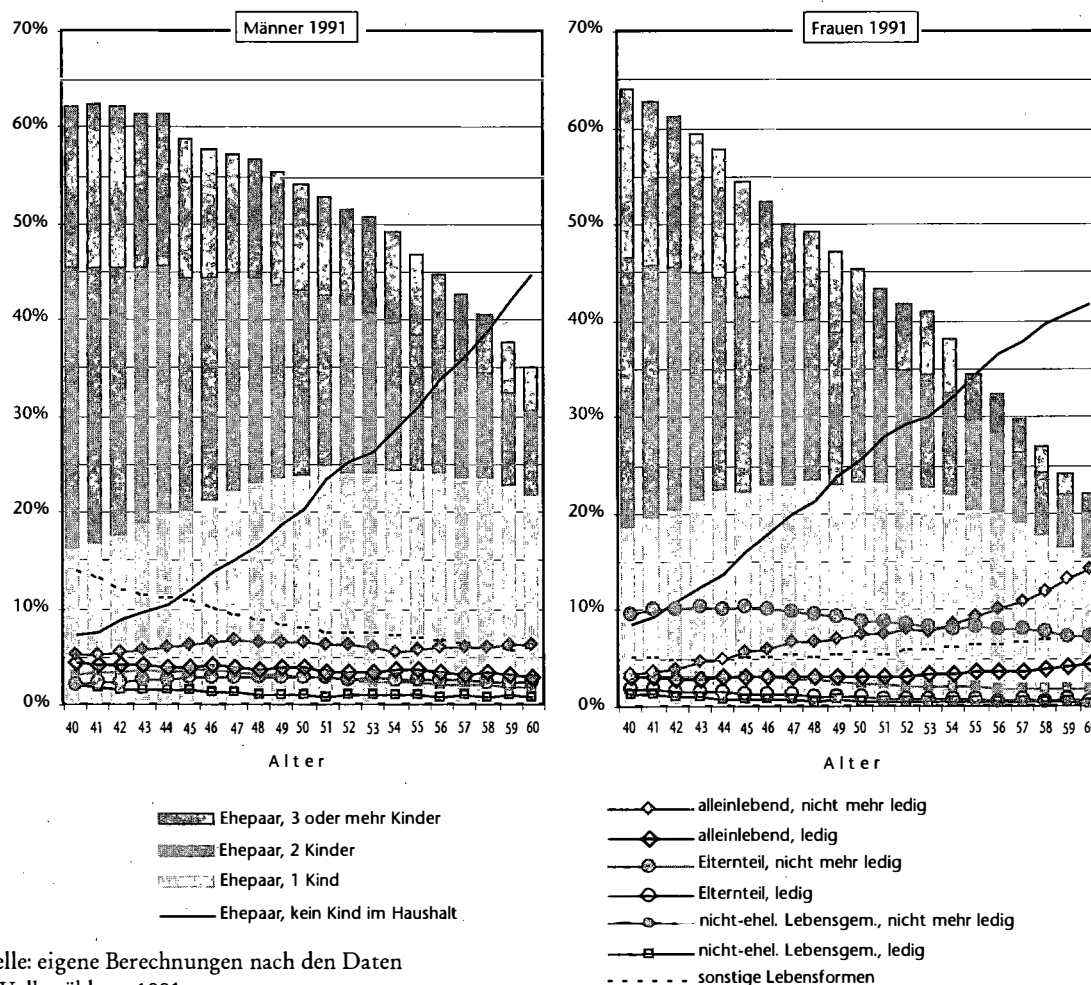 Männer 1991
70%
60%
50%
40%
30%
20%
10%
0%
40 41 42 43 44 45 46 47 48 49 50 51 52 53 54 55 56 57 58 59 60
Alter
Frauen 1991
70%
60%
50%
40%
30%
20%
10%
0%
40 41 42 43 44 45 46 47 48 49 50 51 52 53 54 55 56 57 58 59
Alter
Ehepaar, 3 oder mehr Kinder
Ehepaar, 2 Kinder
Ehepaar, 1 Kind
Ehepaar, kein Kind im Haushalt
alleinlebend, nicht mehr ledig
alleinlebend, ledig
Elternteil, nicht mehr ledig
Elternteil, ledig
nicht-ehel. Lebensgem., nicht mehr ledig
nicht-ehel. Lebensgem., ledig
sonstige Lebensformen
elle: eigene Berechnungen nach den Daten